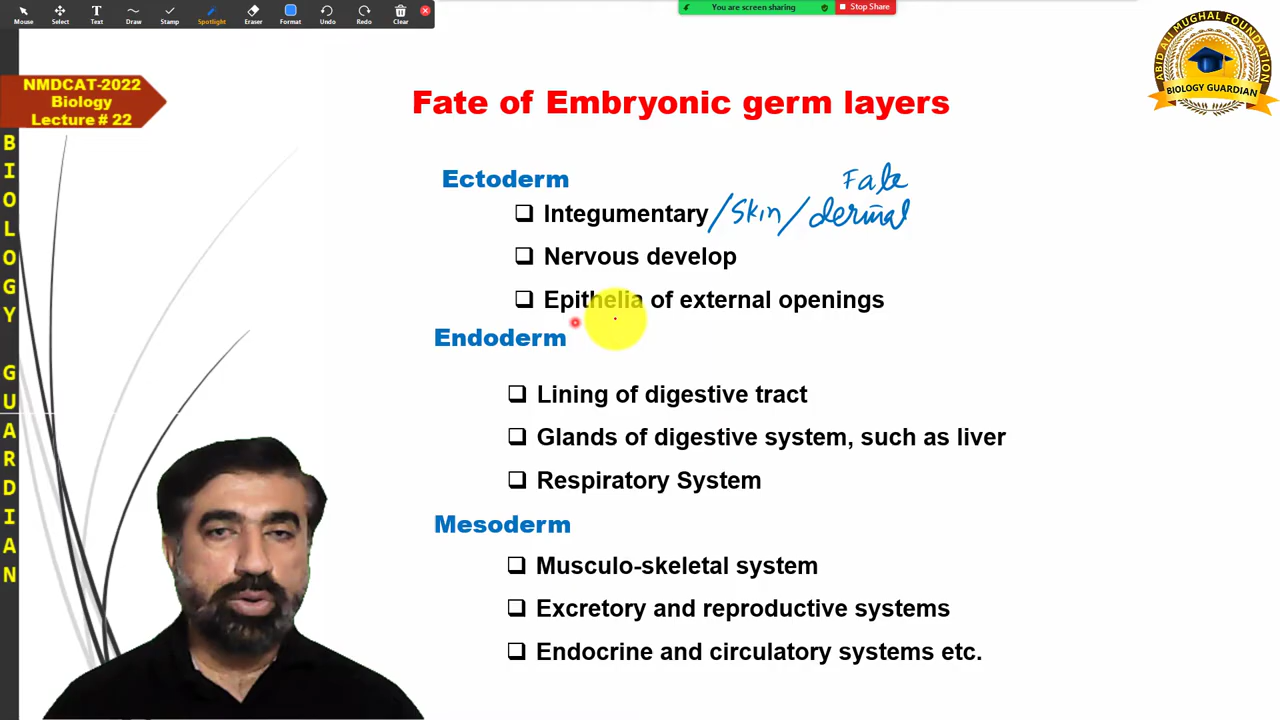 Mouse Select Text Draw Stamp Spotlight Eraser Format Undo Redo Clear
You are screen sharing Stop Share
NMDCAT-2022
Biology
Lecture # 22
BIOLOGY GUARDIAN
ABID ALI MUGHAL FOUNDATION
BIOLOGY GUARDIAN
Fate of Embryonic germ layers
Ectoderm
Fate
Integumentary /skin/dermal
Nervous develop
Epithelia of external openings
Endoderm
Lining of digestive tract
Glands of digestive system, such as liver
Respiratory System
Mesoderm
Musculo-skeletal system
Excretory and reproductive systems
Endocrine and circulatory systems etc.